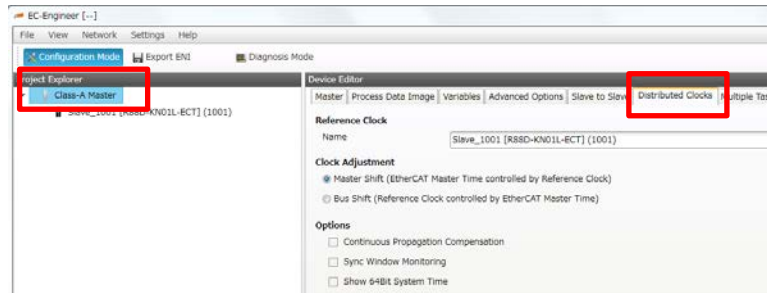 EC-Engineer [--]
File View Network Settings Help
Configuration Mode Export ENI Diagnosis Mode
Project Explorer Device Editor
Class-A Master Master Process Data Image Variables Advanced Options Slave to Slave Distributed Clocks Multiple Tas
Slave_1001 [R88D-KN01L-ECT] (1001)
Reference Clock
Name Slave_1001 [R88D-KN01L-ECT] (1001)
Clock Adjustment
Master Shift (EtherCAT Master Time controlled by Reference Clock)
Bus Shift (Reference Clock controlled by EtherCAT Master Time)
Options
Continuous Propagation Compensation
Sync Window Monitoring
Show 64Bit System Time